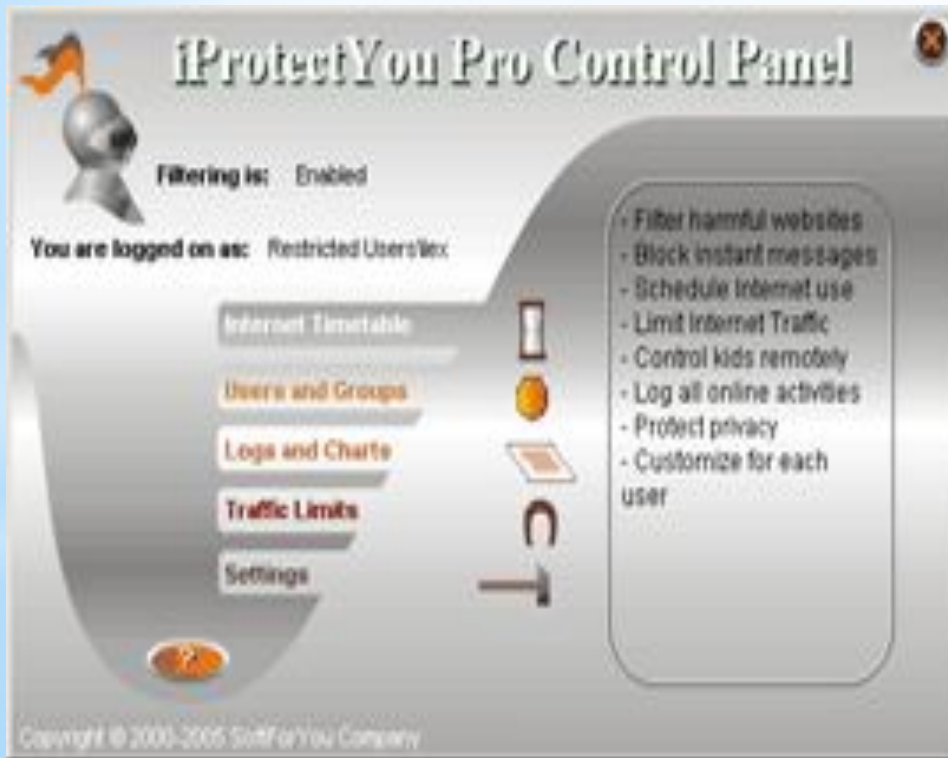 iProtectYou Pro Control Panel
Filtering is: Enabled
You are logged on as: Restricted
Internet Timetable
Users and Groups
Logs and Charts
Traffic Limits
Settings
?
- Filter harmful websites
- Block instant messages
- Schedule Internet use
- Limit Internet Traffic
- Control kids remotely
- Log all online activities
- Protect privacy
- Customize for each
user
Copyright © 2000-2005 SoftForYou Company